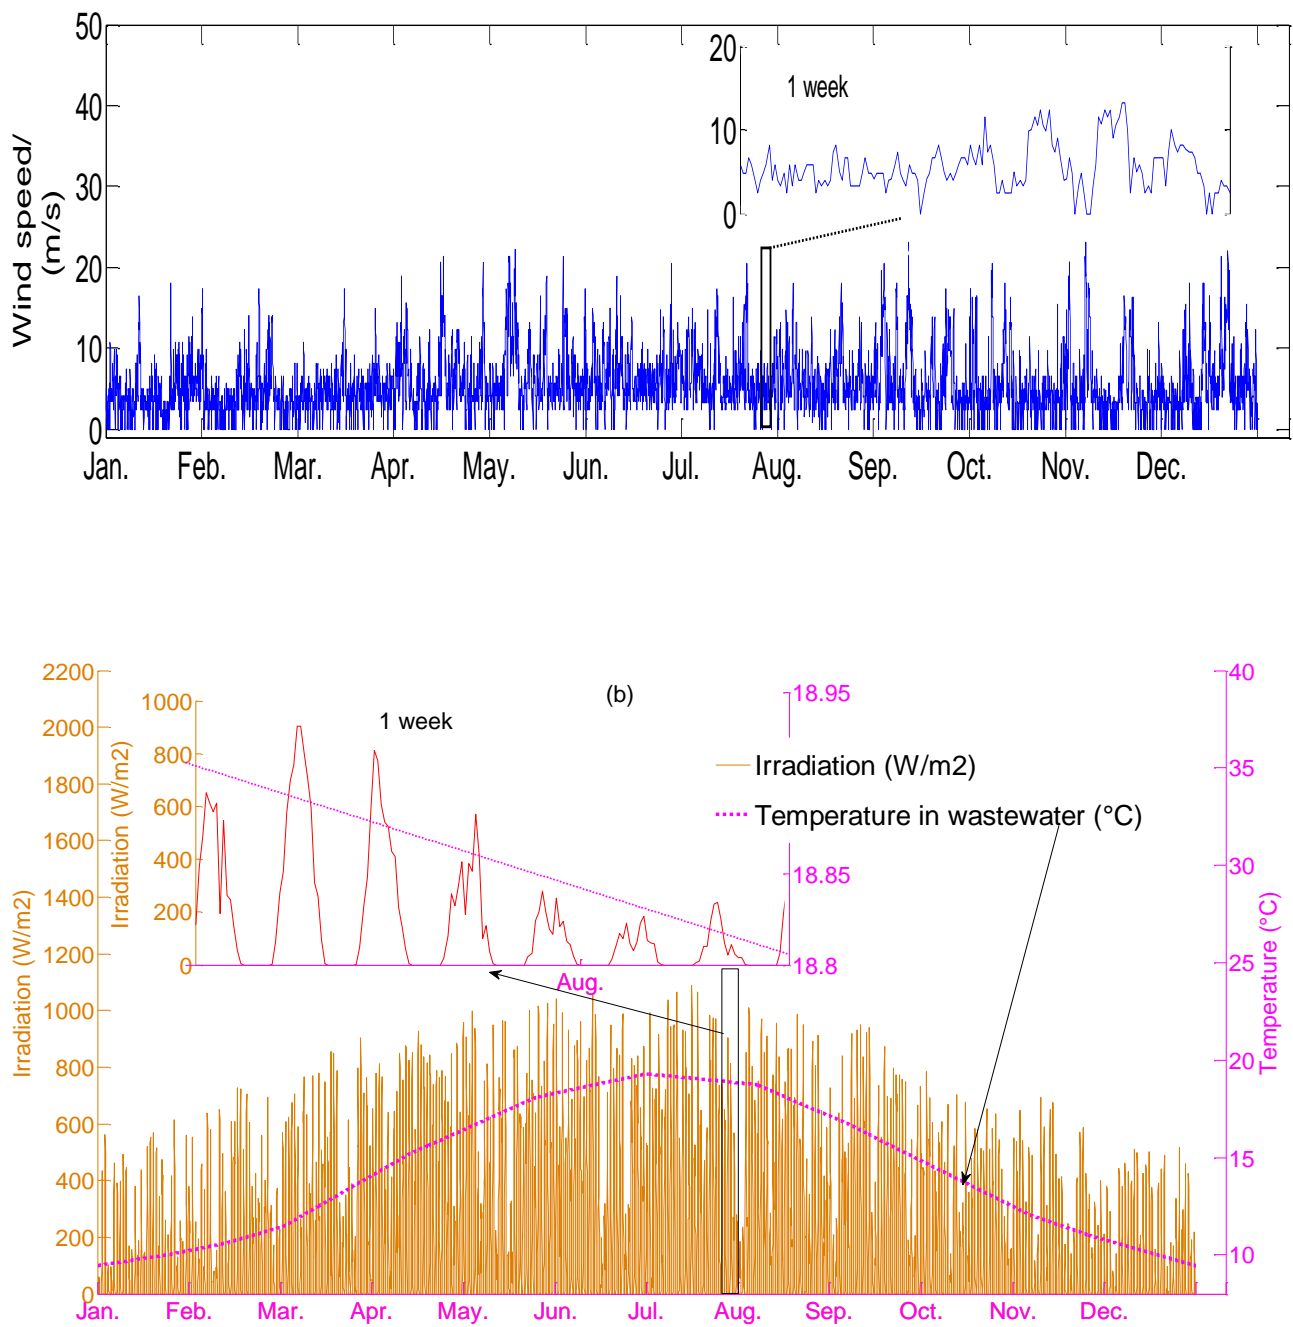 50
40
30
20
10
0
Wind speed/
(m/s)
20
10
0
1 week
Jan. Feb. Mar. Apr. May. Jun. Jul. Aug. Sep. Oct. Nov. Dec.
2200
2000
1800
1600
1400
1200
1000
800
600
400
200
0
Irradiation (W/m2)
1000
800
600
400
200
0
Irradiation (W/m2)
1 week
(b)
18.95
18.85
18.8
Aug.
Irradiation (W/m2)
Temperature in wastewater (°C)
40
35
30
25
20
15
10
Temperature (°C)
Jan. Feb. Mar. Apr. May. Jun. Jul. Aug. Sep. Oct. Nov. Dec.